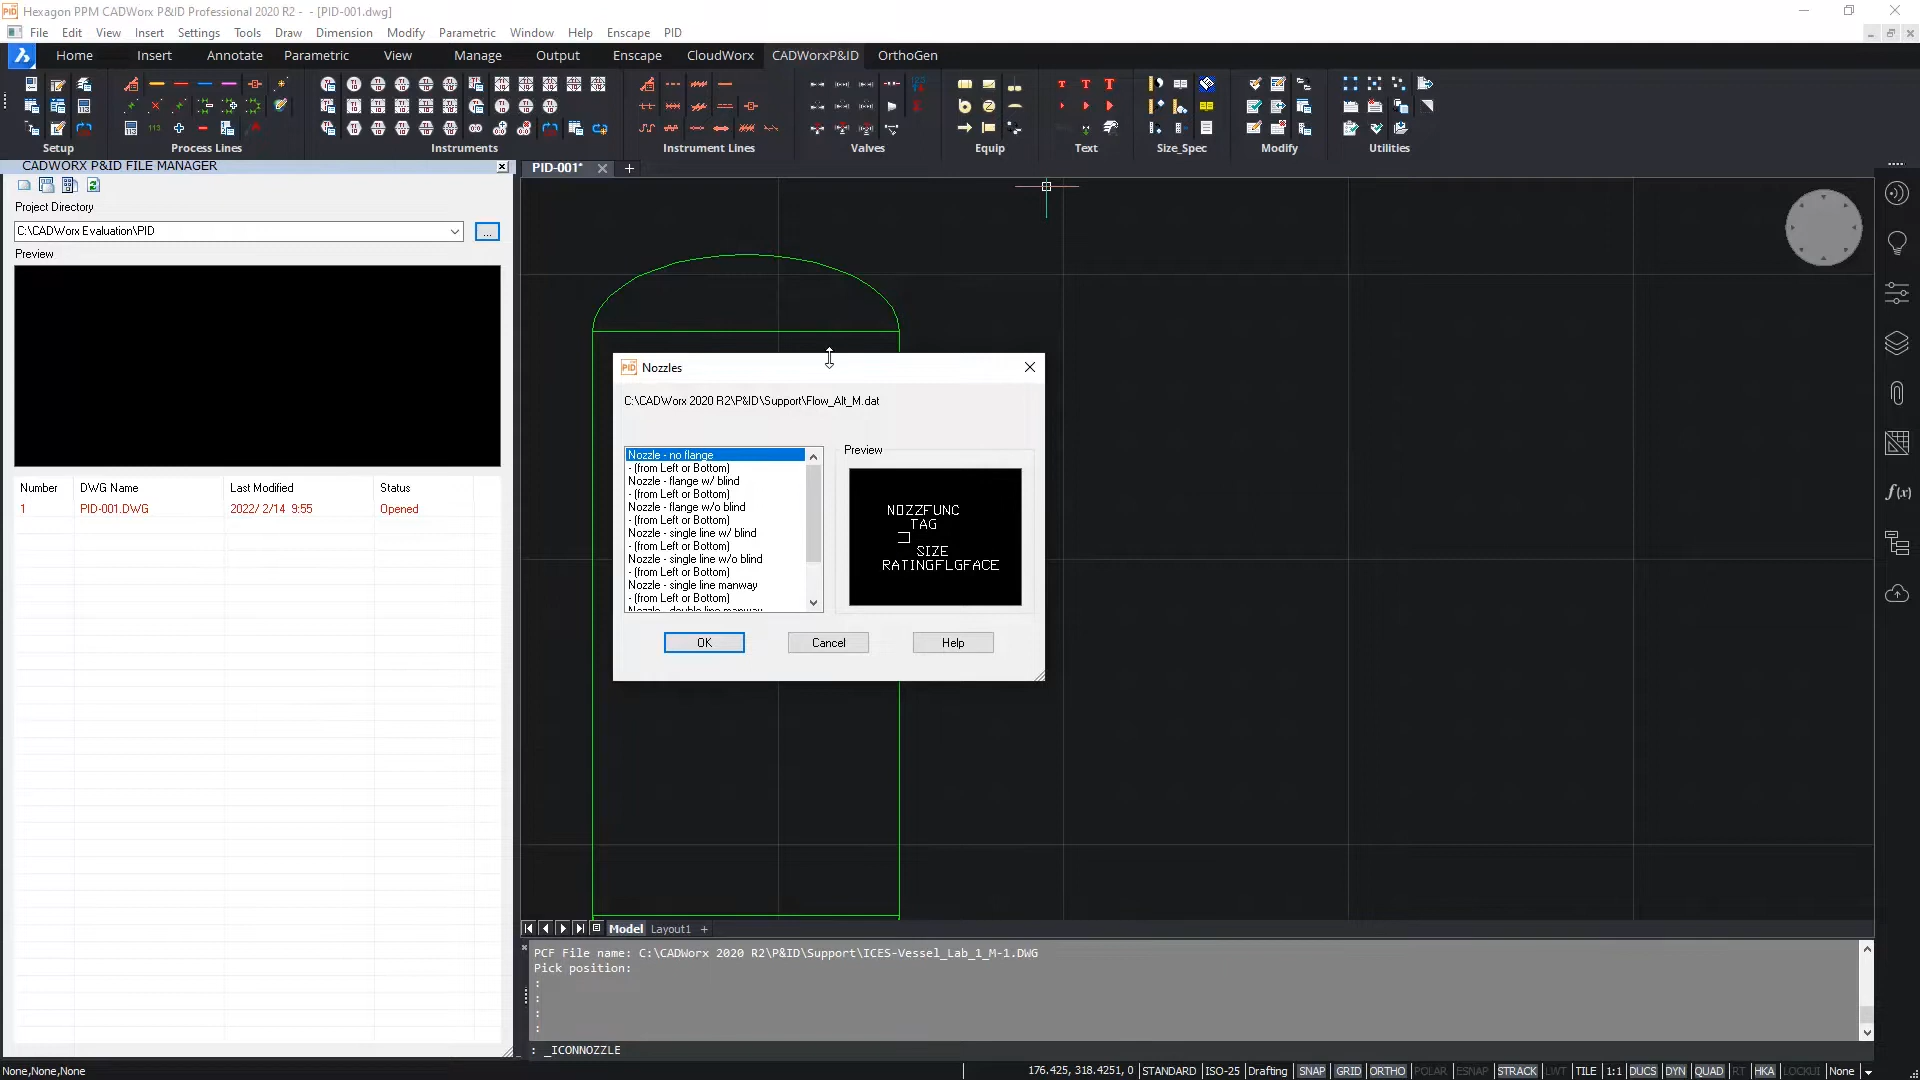 Hexagon PPM CADWorx P&ID Professional 2020 R2 -  - [PID-001.dwg]
File Edit View Insert Settings Tools Draw Dimension Modify Parametric Window Help Enscape PID
Home Insert Annotate Parametric View Manage Output Enscape CloudWorx CADWorxP&ID OrthoGen
Setup Process Lines Instruments Instrument Lines Valves Equip Text Size_Spec Modify Utilities
CADWORX P&ID FILE MANAGER
PID-001*
Project Directory
C:\CADWorx Evaluation\PID
...
Preview
Number DWG Name Last Modified Status
1 PID-001.DWG 2022/ 2/14 9:55 Opened
Nozzles
C:\CADWorx 2020 R2\P&ID\Support\Flow_Alt_M.dat
Nozzle - no flange
- (from Left or Bottom)
Nozzle - flange w/ blind
- (from Left or Bottom)
Nozzle - flange w/o blind
- (from Left or Bottom)
Nozzle - single line w/ blind
- (from Left or Bottom)
Nozzle - single line w/o blind
- (from Left or Bottom)
Nozzle - single line manway
- (from Left or Bottom)
Nozzle - double line manway
Preview
NOZZFUNC
TAG
SIZE
RATINGFLGFACE
OK Cancel Help
Model Layout1 +
PCF File name: C:\CADWorx 2020 R2\P&ID\Support\ICES-Vessel_Lab_1_M-1.DWG
Pick position:
:
:
:
:
: _ICONNOZZLE
None,None,None
176.425, 318.4251, 0 STANDARD ISO-25 Drafting SNAP GRID ORTHO POLAR ESNAP STRACK LWT TILE 1:1 DUCS DYN QUAD RT HKA LOCKUI None